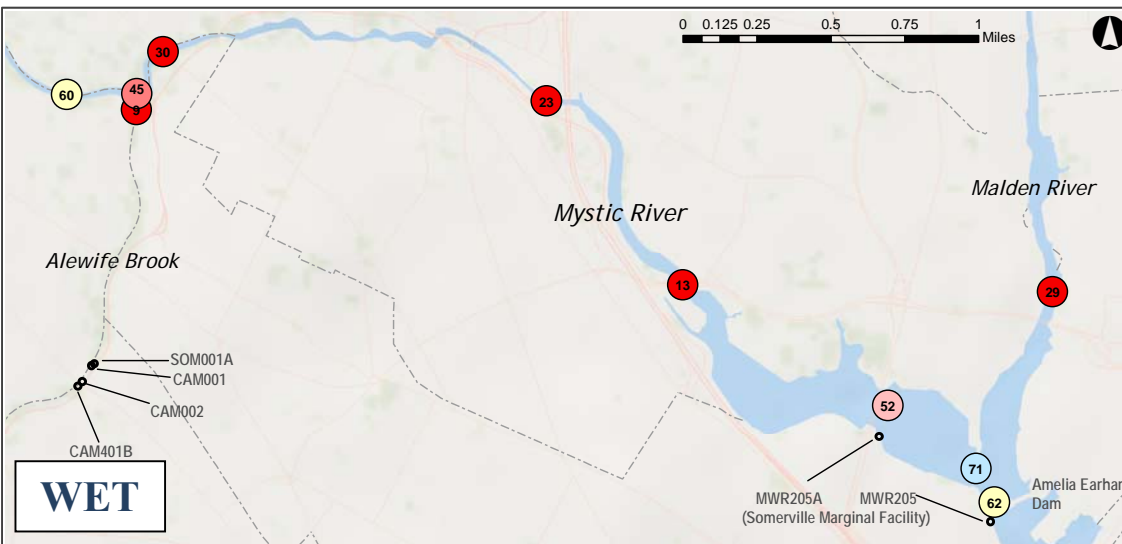 0 0.125 0.25 0.5 0.75 1
Miles
30
60
45
9
23
Malden River
Mystic River
Alewife Brook
13
29
SOM001A
CAM001
CAM002
CAM401B
52
71
62
MWR205A
(Somerville Marginal Facility)
MWR205
Amelia Earhar
Dam
WET